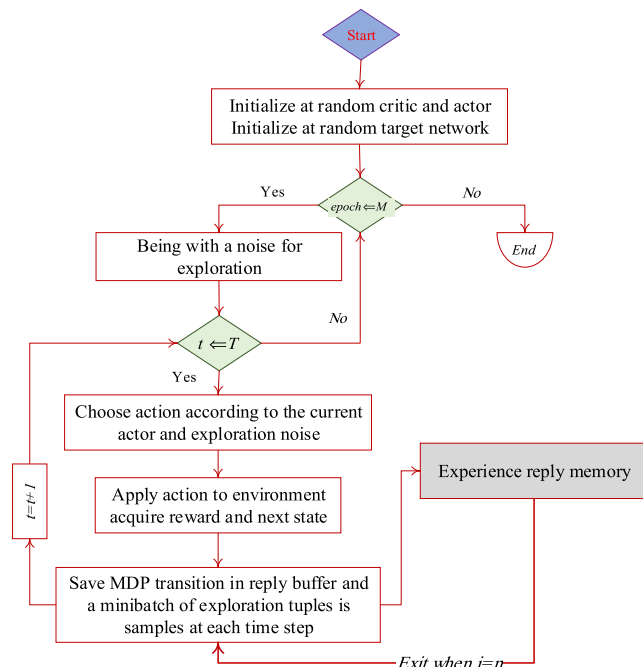 Start
Initialize at random critic and actor
Initialize at random target network
Yes
epoch⇐M
No
End
Being with a noise for
exploration
No
t ⇐T
Yes
Choose action according to the current
actor and exploration noise
Experience reply memory
t=t+1
Apply action to environment
acquire reward and next state
Save MDP transition in reply buffer and
a minibatch of exploration tuples is
samples at each time step
Exit when i=n